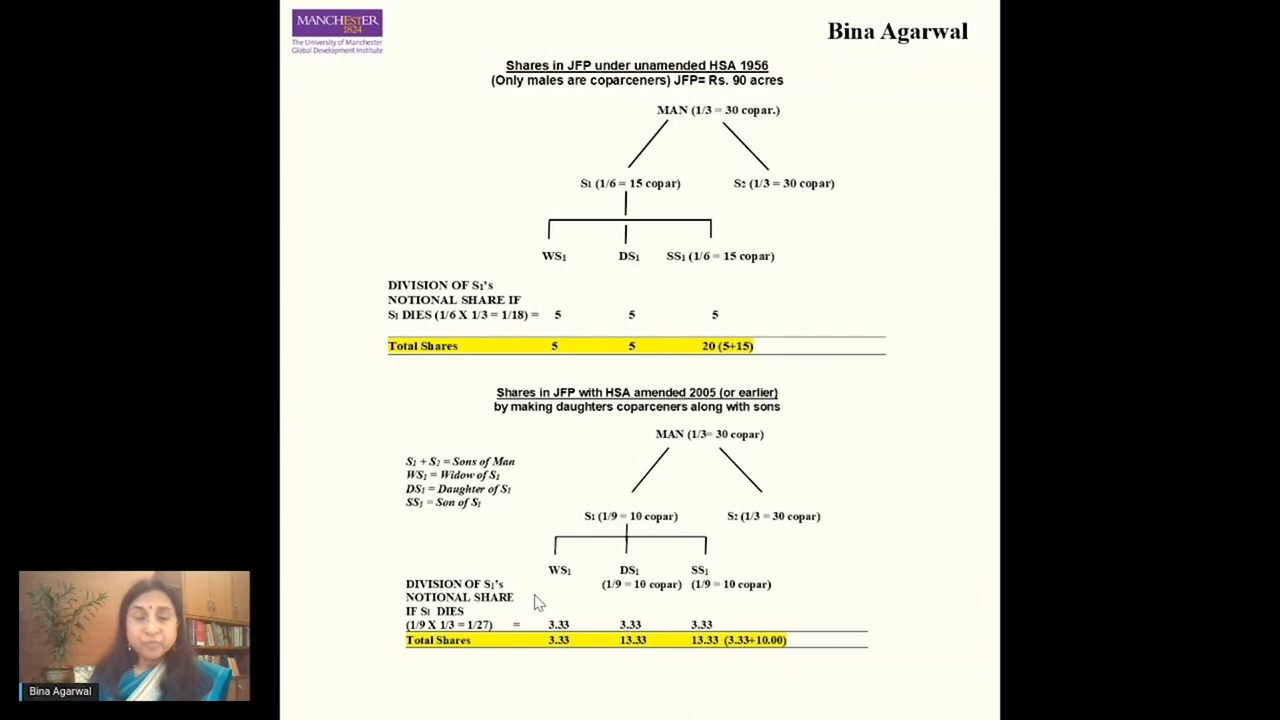 MANCHESTER
1824
The University of Manchester
Global Development Institute
Bina Agarwal
Shares in JFP under unamended HSA 1956
(Only males are coparceners) JFP= Rs. 90 acres
MAN (1/3 = 30 copar.)
S1 (1/6 = 15 copar) S2 (1/3 = 30 copar)
WS1 DS1 SS1 (1/6 = 15 copar)
DIVISION OF S1's
NOTIONAL SHARE IF
S1 DIES (1/6 X 1/3 = 1/18) = 5 5 5
Total Shares 5 5 20 (5+15)
Shares in JFP with HSA amended 2005 (or earlier)
by making daughters coparceners along with sons
MAN (1/3= 30 copar)
S1 + S2 = Sons of Man
WS1 = Widow of S1
DS1 = Daughter of S1
SS1 = Son of S1
S1 (1/9 = 10 copar) S2 (1/3 = 30 copar)
WS1 DS1 SS1
DIVISION OF S1's (1/9 = 10 copar) (1/9 = 10 copar)
NOTIONAL SHARE
IF S1 DIES
(1/9 X 1/3 = 1/27) = 3.33 3.33 3.33
Total Shares 3.33 13.33 13.33 (3.33+10.00)
Bina Agarwal